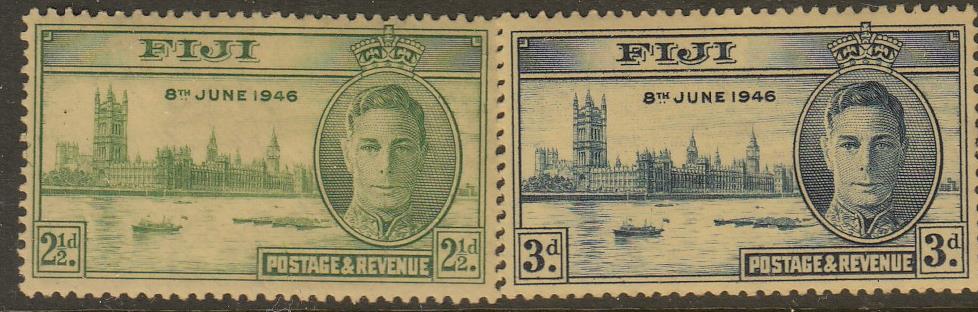 FIJI
8TH JUNE 1946
2½d.
2½d.
POSTAGE & REVENUE
FIJI
8TH JUNE 1946
3d.
3d.
POSTAGE & REVENUE